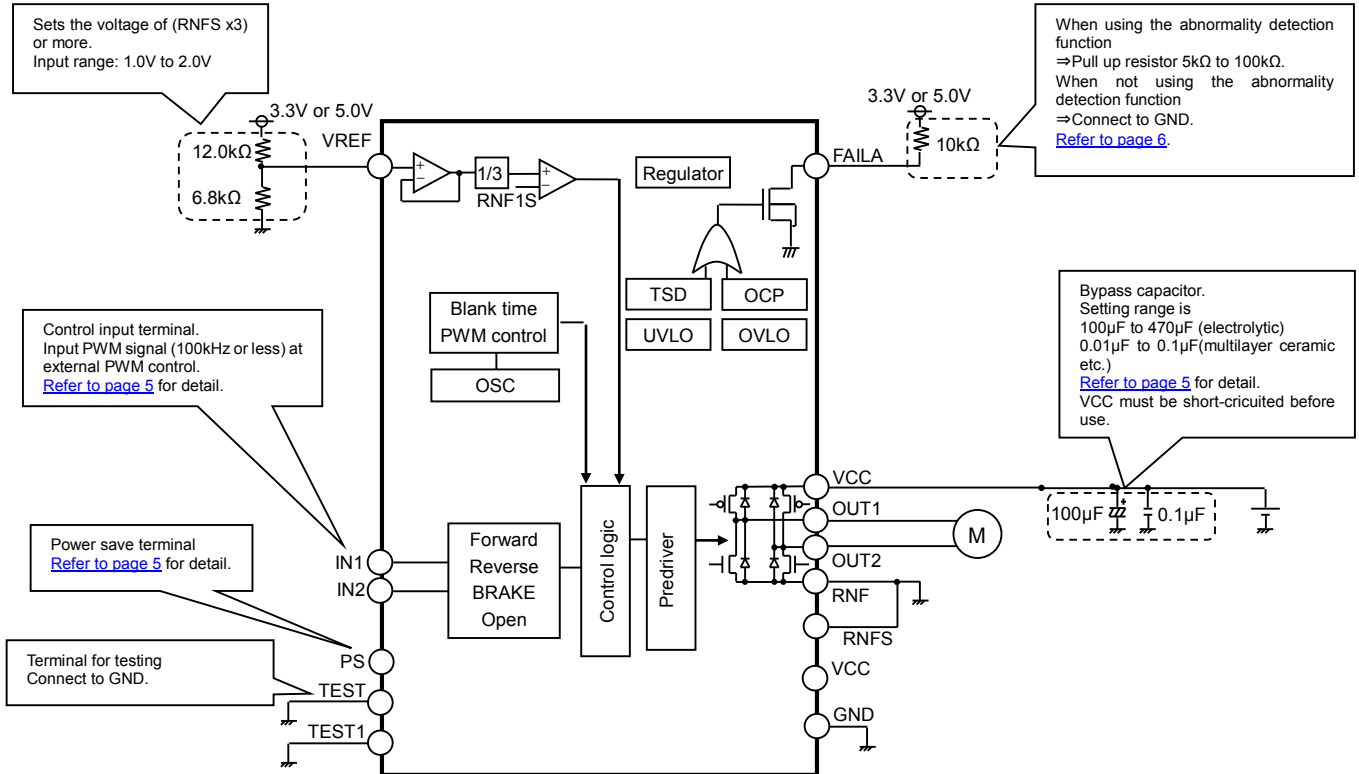 Sets the voltage of (RNFS x3)
or more.
Input range: 1.0V to 2.0V
When using the abnormality detection
function
⇒Pull up resistor 5kΩ to 100kΩ.
When not using the abnormality
detection function
⇒Connect to GND.
Refer to page 6.
3.3V or 5.0V
VREF
12.0kΩ
6.8kΩ
1/3
RNF1S
Regulator
3.3V or 5.0V
FAILA
10kΩ
TSD
OCP
UVLO
OVLO
Blank time
PWM control
OSC
Control input terminal.
Input PWM signal (100kHz or less) at
external PWM control.
Refer to page 5 for detail.
Bypass capacitor.
Setting range is
100µF to 470µF (electrolytic)
0.01µF to 0.1µF(multilayer ceramic
etc.)
Refer to page 5 for detail.
VCC must be short-cricuited before
use.
Power save terminal
Refer to page 5 for detail.
Terminal for testing
Connect to GND.
IN1
IN2
PS
TEST
TEST1
Forward
Reverse
BRAKE
Open
Control logic
Predriver
VCC
OUT1
OUT2
RNF
RNFS
VCC
GND
M
100µF
+
0.1µF